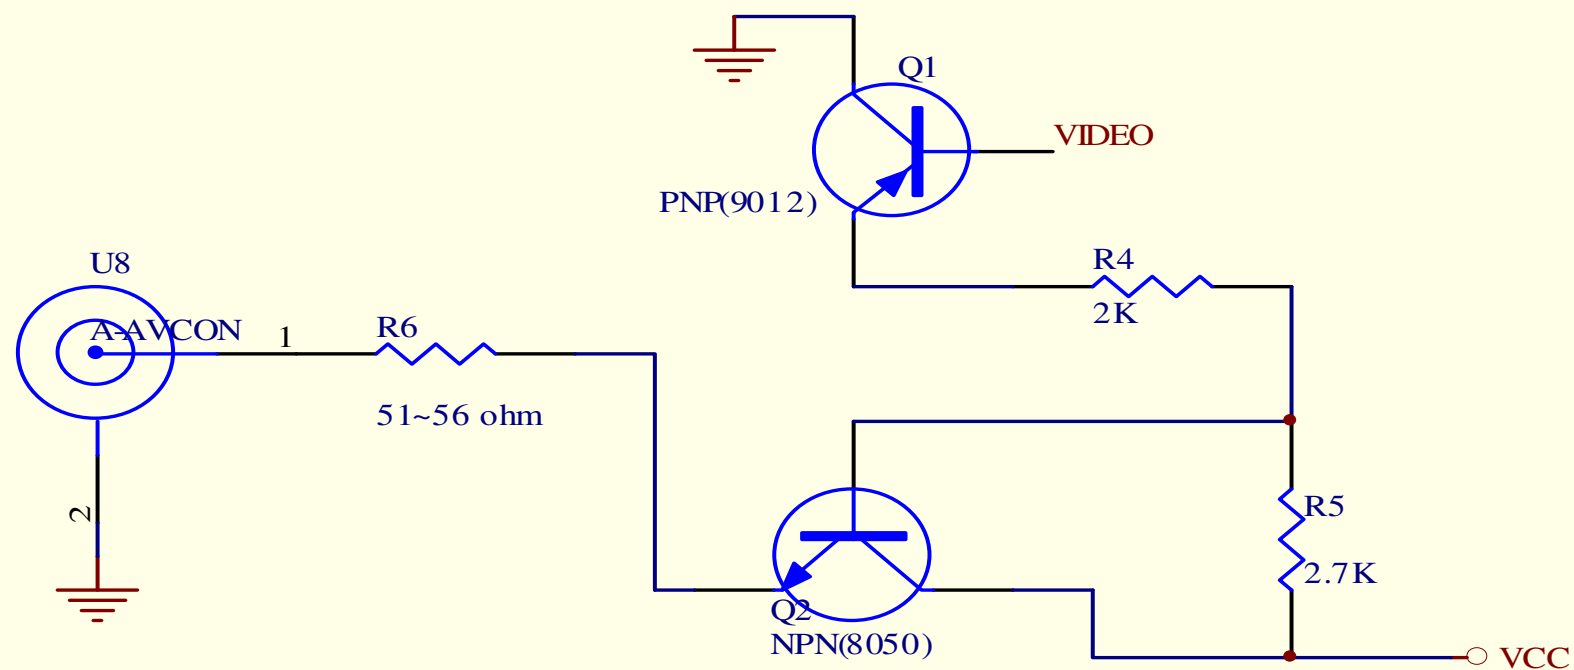 Q1
VIDEO
PNP(9012)
U8
R4
2K
A-AVCON
1
R6
51~56 ohm
2
R5
2.7K
Q2
NPN(8050)
VCC